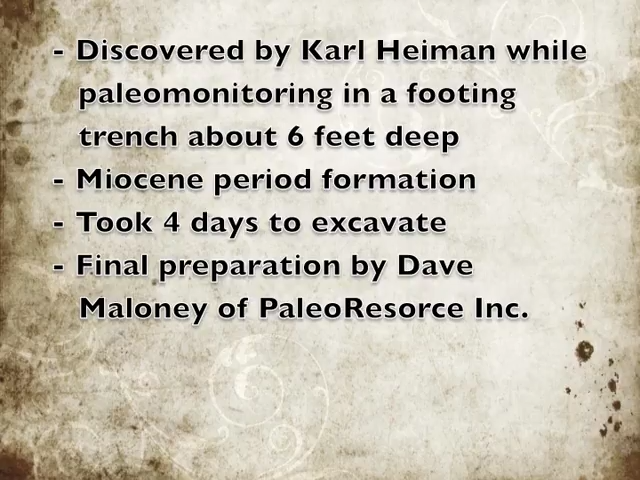 - Discovered by Karl Heiman while
paleomonitoring in a footing
trench about 6 feet deep
- Miocene period formation
- Took 4 days to excavate
- Final preparation by Dave
Maloney of PaleoResorce Inc.